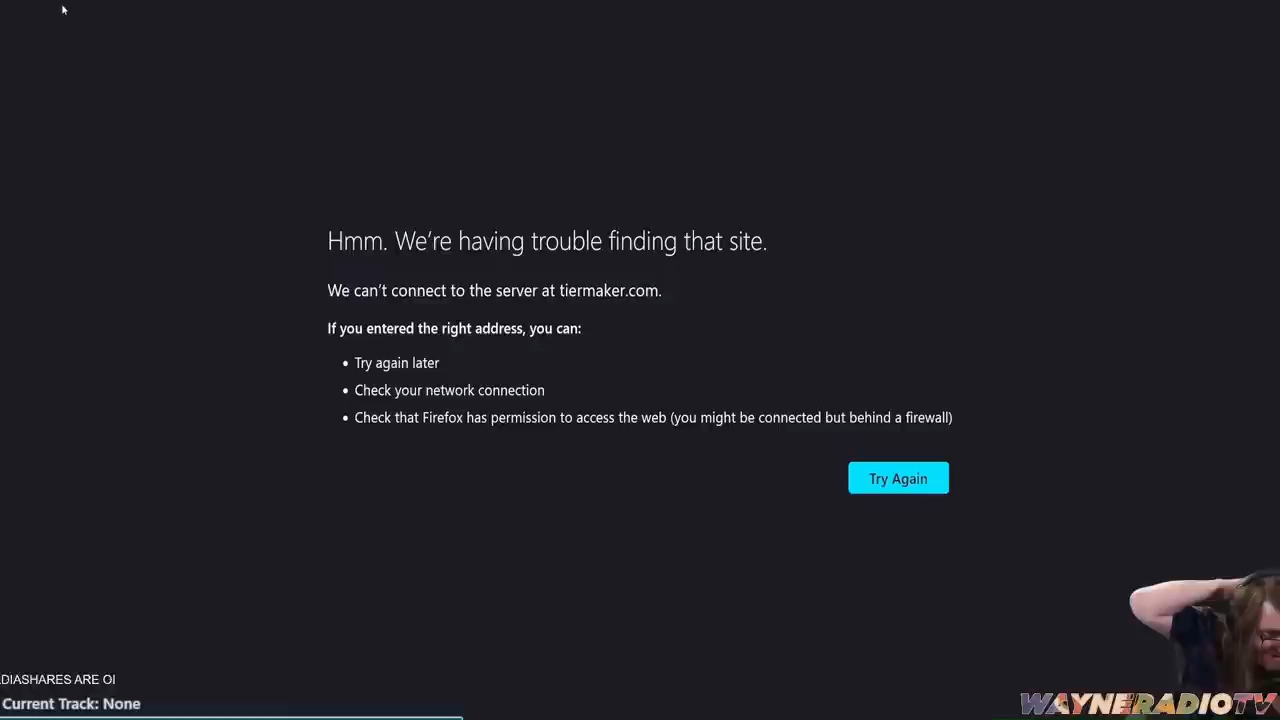 Hmm. We're having trouble finding that site.
We can't connect to the server at tiermaker.com.
If you entered the right address, you can:
• Try again later
• Check your network connection
• Check that Firefox has permission to access the web (you might be connected but behind a firewall)
Try Again
DIASHARES ARE OI
Current Track: None
WAYNERADIOTV